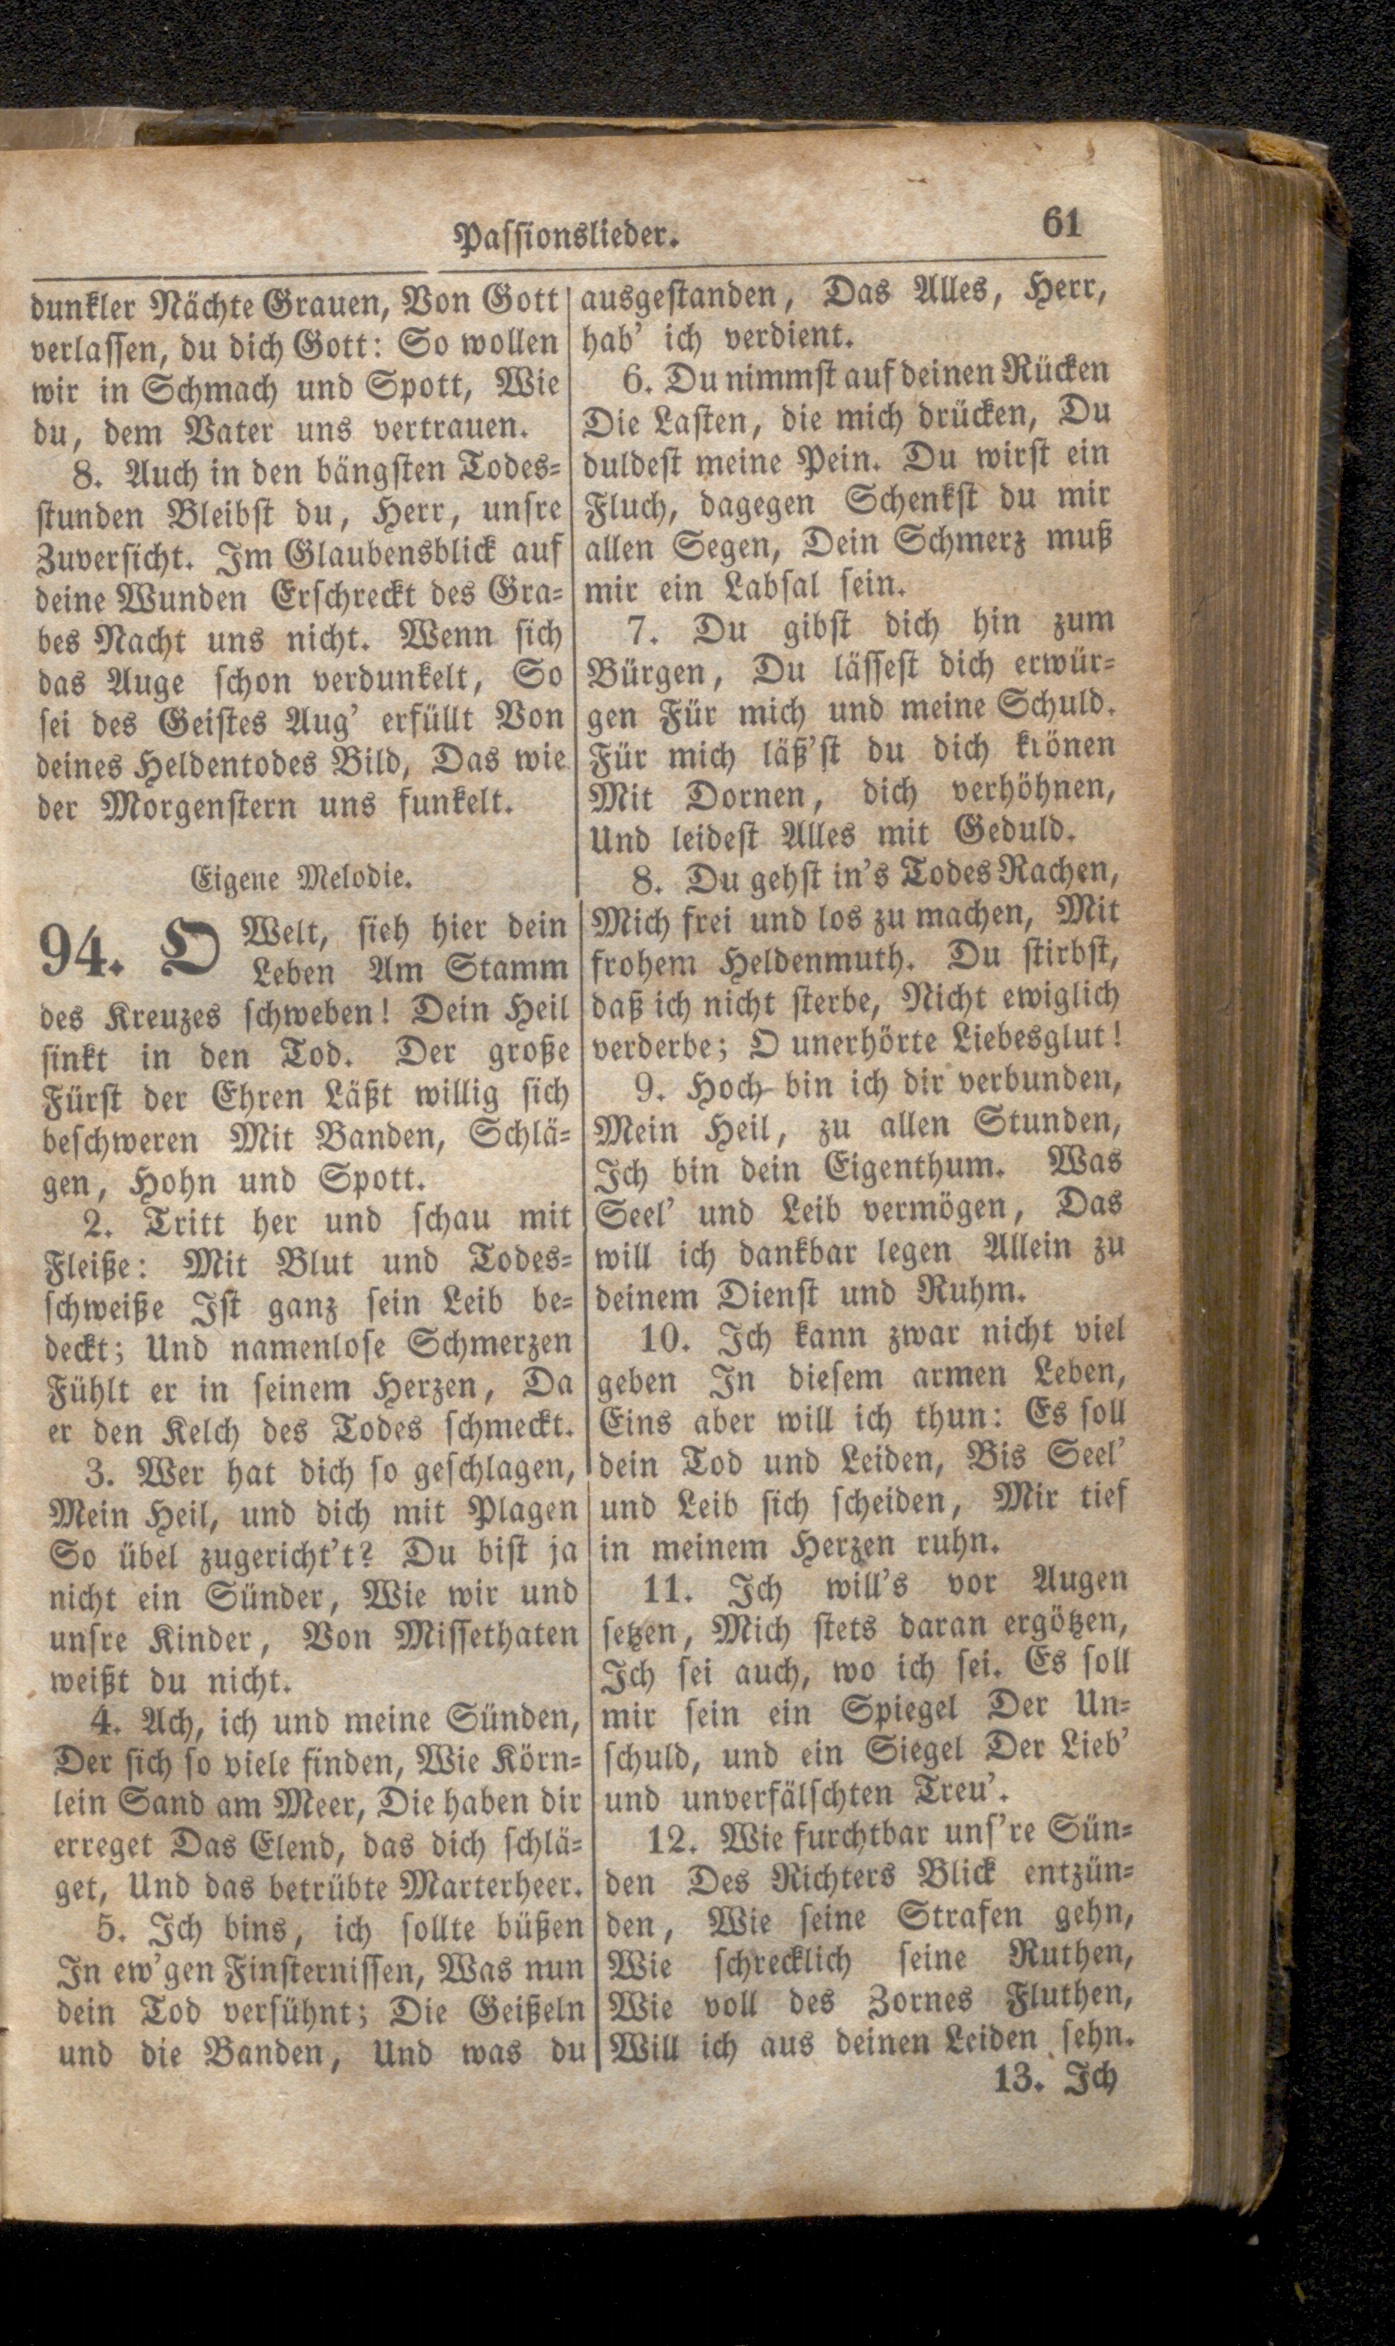 Passionslieder.
61
dunkler Nächte Grauen, Von Gott
verlassen, du dich Gott: So wollen
wir in Schmach und Spott, Wie
du, dem Vater uns vertrauen.
8. Auch in den bängsten Todes-
stunden Bleibst du, Herr, unsre
Zuversicht. Im Glaubensblick auf
deine Wunden Erschreckt des Gra-
bes Nacht uns nicht. Wenn sich
das Auge schon verdunkelt, So
sei des Geistes Aug' erfüllt Von
deines Heldentodes Bild, Das wie
der Morgenstern uns funkelt.
Eigene Melodie.
94. O Welt, sieh hier dein
Leben Am Stamm
des Kreuzes schweben! Dein Heil
sinkt in den Tod. Der große
Fürst der Ehren Läßt willig sich
beschweren Mit Banden, Schlä-
gen, Hohn und Spott.
2. Tritt her und schau mit
Fleiße: Mit Blut und Todes-
schweiße Ist ganz sein Leib be-
deckt; Und namenlose Schmerzen
Fühlt er in seinem Herzen, Da
er den Kelch des Todes schmeckt.
3. Wer hat dich so geschlagen,
Mein Heil, und dich mit Plagen
So übel zugericht't? Du bist ja
nicht ein Sünder, Wie wir und
unsre Kinder, Von Missethaten
weißt du nicht.
4. Ach, ich und meine Sünden,
Der sich so viele finden, Wie Körn-
lein Sand am Meer, Die haben dir
erreget Das Elend, das dich schlä-
get, Und das betrübte Marterheer.
5. Ich bins, ich sollte büßen
In ew'gen Finsternissen, Was nun
dein Tod versühnt; Die Geißeln
und die Banden, Und was du
ausgestanden, Das Alles, Herr,
hab' ich verdient.
6. Du nimmst auf deinen Rücken
Die Lasten, die mich drücken, Du
duldest meine Pein. Du wirst ein
Fluch, dagegen Schenkst du mir
allen Segen, Dein Schmerz muß
mir ein Labsal sein.
7. Du gibst dich hin zum
Bürgen, Du lässest dich erwür-
gen Für mich und meine Schuld.
Für mich läß'st du dich krönen
Mit Dornen, dich verhöhnen,
Und leidest Alles mit Geduld.
8. Du gehst in's Todes Rachen,
Mich frei und los zu machen, Mit
frohem Heldenmuth. Du stirbst,
daß ich nicht sterbe, Nicht ewiglich
verderbe; O unerhörte Liebesglut!
9. Hoch bin ich dir verbunden,
Mein Heil, zu allen Stunden,
Ich bin dein Eigenthum. Was
Seel' und Leib vermögen, Das
will ich dankbar legen Allein zu
deinem Dienst und Ruhm.
10. Ich kann zwar nicht viel
geben In diesem armen Leben,
Eins aber will ich thun: Es soll
dein Tod und Leiden, Bis Seel'
und Leib sich scheiden, Mir tief
in meinem Herzen ruhn.
11. Ich will's vor Augen
setzen, Mich stets daran ergötzen,
Ich sei auch, wo ich sei. Es soll
mir sein ein Spiegel Der Un-
schuld, und ein Siegel Der Lieb'
und unverfälschten Treu'.
12. Wie furchtbar uns're Sün-
den Des Richters Blick entzün-
den, Wie seine Strafen gehn,
Wie schrecklich seine Ruthen,
Wie voll des Zornes Fluthen,
Will ich aus deinen Leiden sehn.
13. Ich